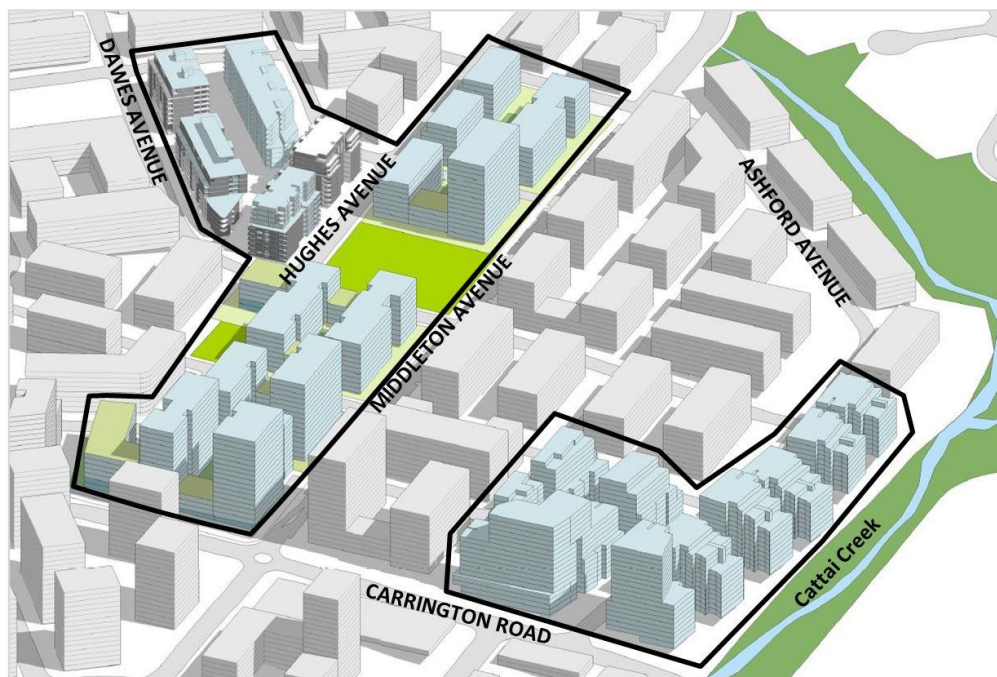 DAWES AVENUE
HUGHES AVENUE
ASHFORD AVENUE
MIDDLETON AVENUE
CARRINGTON ROAD
Cattai Creek